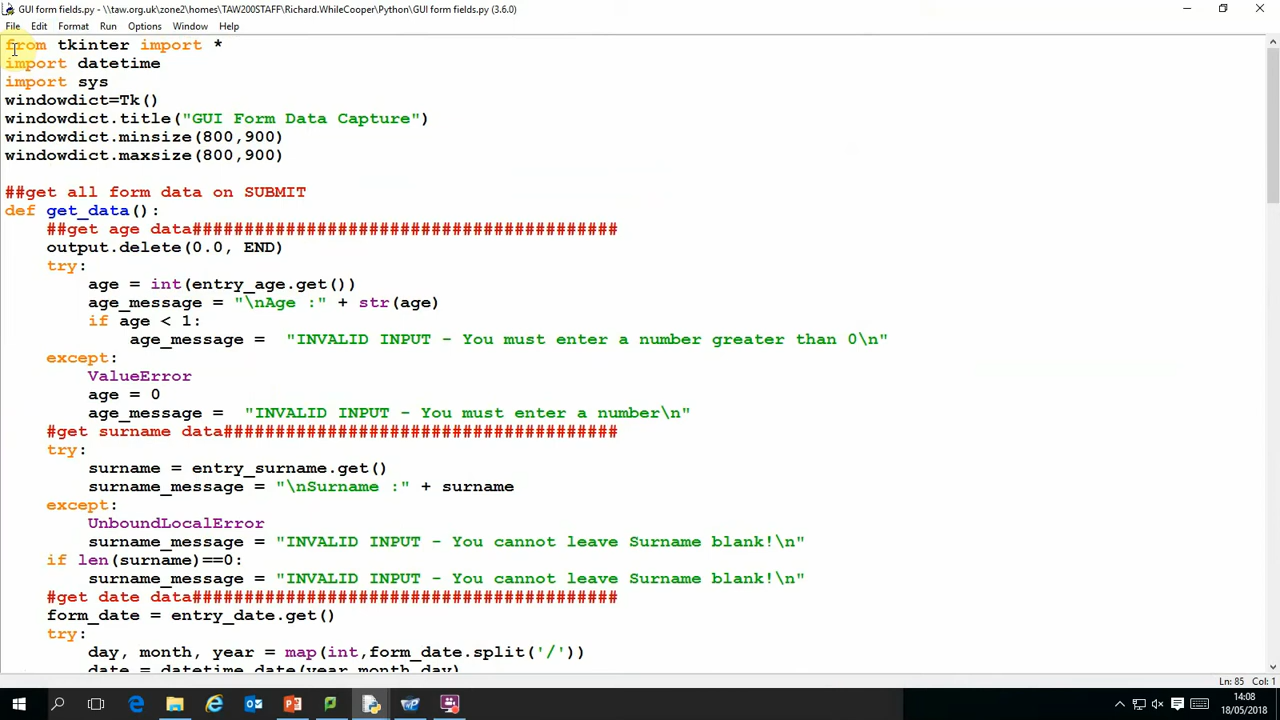 GUI form fields.py - \\taw.org.uk\zone2\homes\TAW200STAFF\Richard.WhileCooper\Python\GUI form fields.py (3.6.0)
File Edit Format Run Options Window Help
from tkinter import *
import datetime
import sys
windowdict=Tk()
windowdict.title("GUI Form Data Capture")
windowdict.minsize(800,900)
windowdict.maxsize(800,900)
##get all form data on SUBMIT
def get_data():
    ##get age data#########################################
    output.delete(0.0, END)
    try:
        age = int(entry_age.get())
        age_message = "\nAge :" + str(age)
        if age < 1:
            age_message =  "INVALID INPUT - You must enter a number greater than 0\n"
    except:
        ValueError
        age = 0
        age_message =  "INVALID INPUT - You must enter a number\n"
    #get surname data######################################
    try:
        surname = entry_surname.get()
        surname_message = "\nSurname :" + surname
    except:
        UnboundLocalError
        surname_message = "INVALID INPUT - You cannot leave Surname blank!\n"
    if len(surname)==0:
        surname_message = "INVALID INPUT - You cannot leave Surname blank!\n"
    #get date data#########################################
    form_date = entry_date.get()
    try:
        day, month, year = map(int,form_date.split('/'))
        date = datetime.date(year,month,day)
Ln: 85 Col: 1
14:08
18/05/2018